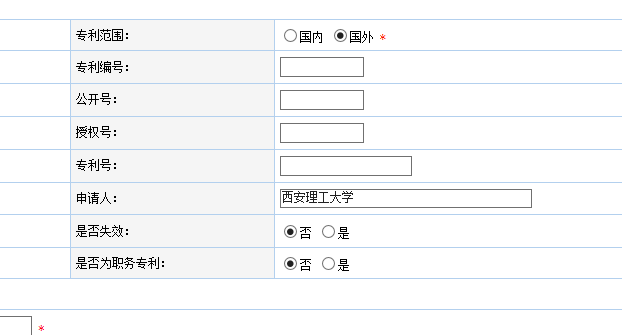 专利范围： 国内 国外 *
专利编号：
公开号：
授权号：
专利号：
申请人： 西安理工大学
是否失效： 否 是
是否为职务专利： 否 是
*